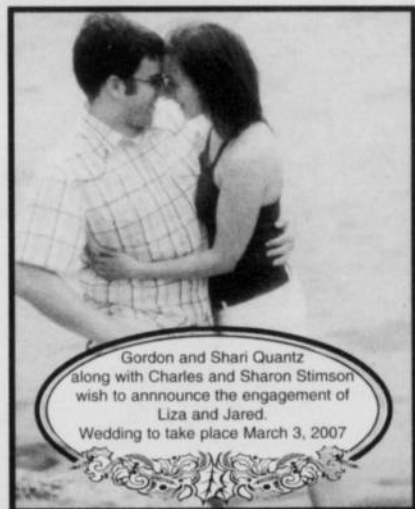 Gordon and Shari Quantz
along with Charles and Sharon Stimson
wish to annnounce the engagement of
Liza and Jared.
Wedding to take place March 3, 2007